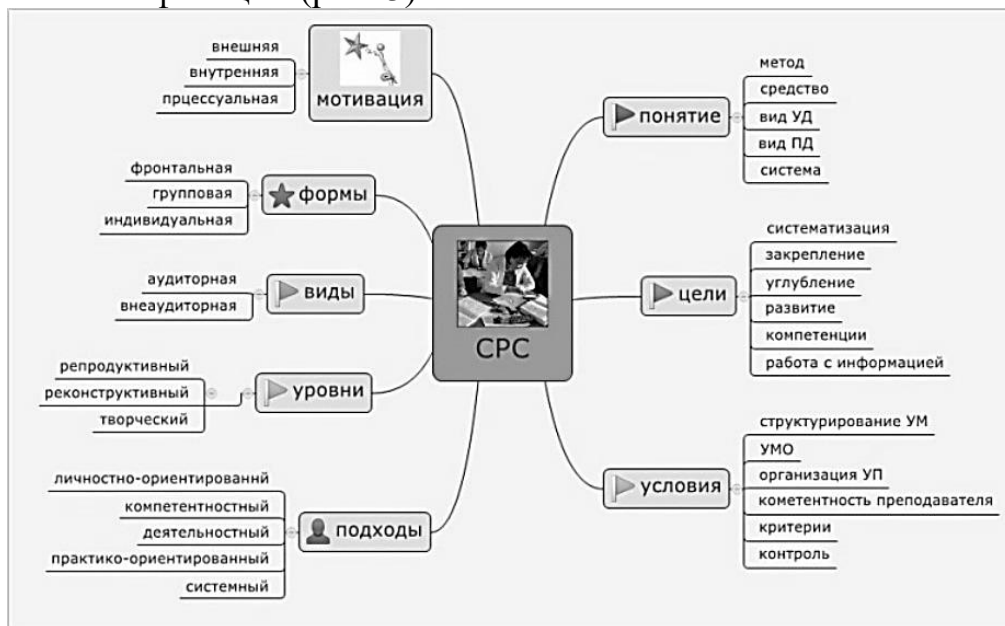 внешняя
внутренняя
прцессуальная
мотивация
фронтальная
групповая
индивидуальная
формы
аудиторная
внеаудиторная
виды
репродуктивный
реконструктивный
творческий
уровни
личностно-ориентированнй
компетентностный
деятельностный
практико-ориентированный
системный
подходы
СРС
понятие
метод
средство
вид УД
вид ПД
система
цели
систематизация
закрепление
углубление
развитие
компетенции
работа с информацией
условия
структурирование УМ
УМО
организация УП
кометентность преподавателя
критерии
контроль